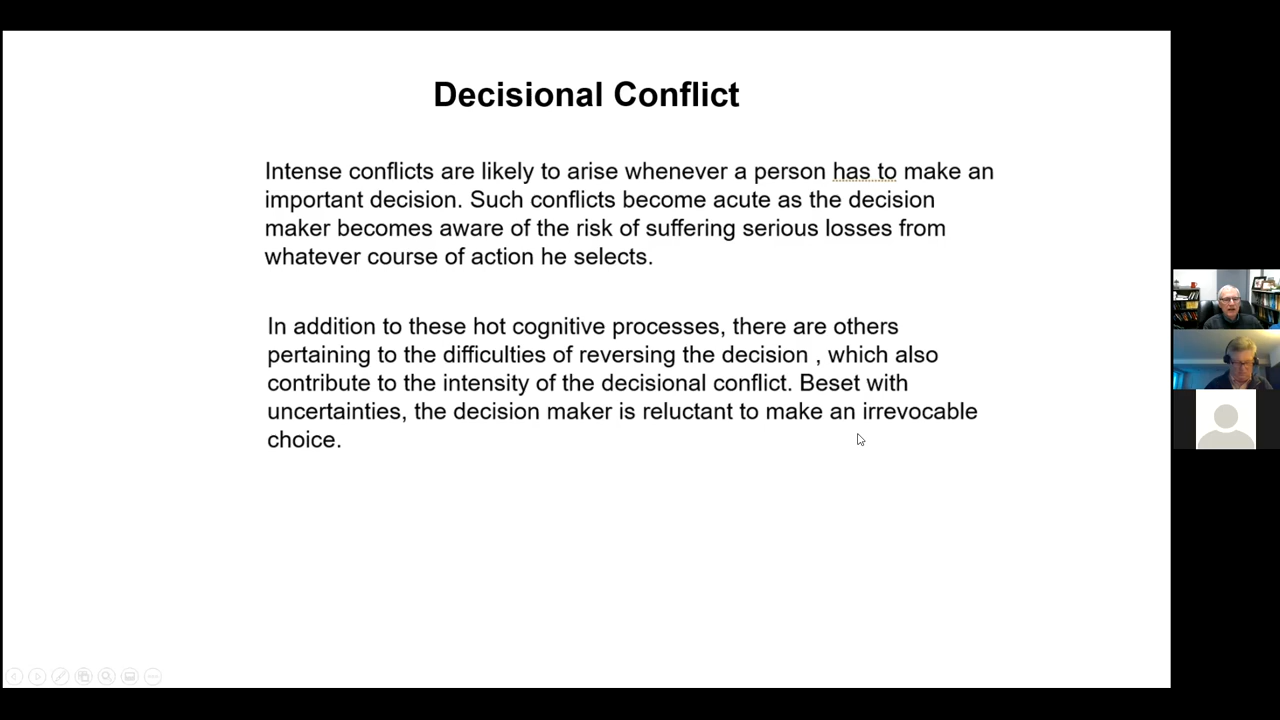 Decisional Conflict
Intense conflicts are likely to arise whenever a person has to make an
important decision. Such conflicts become acute as the decision
maker becomes aware of the risk of suffering serious losses from
whatever course of action he selects.
In addition to these hot cognitive processes, there are others
pertaining to the difficulties of reversing the decision , which also
contribute to the intensity of the decisional conflict. Beset with
uncertainties, the decision maker is reluctant to make an irrevocable
choice.